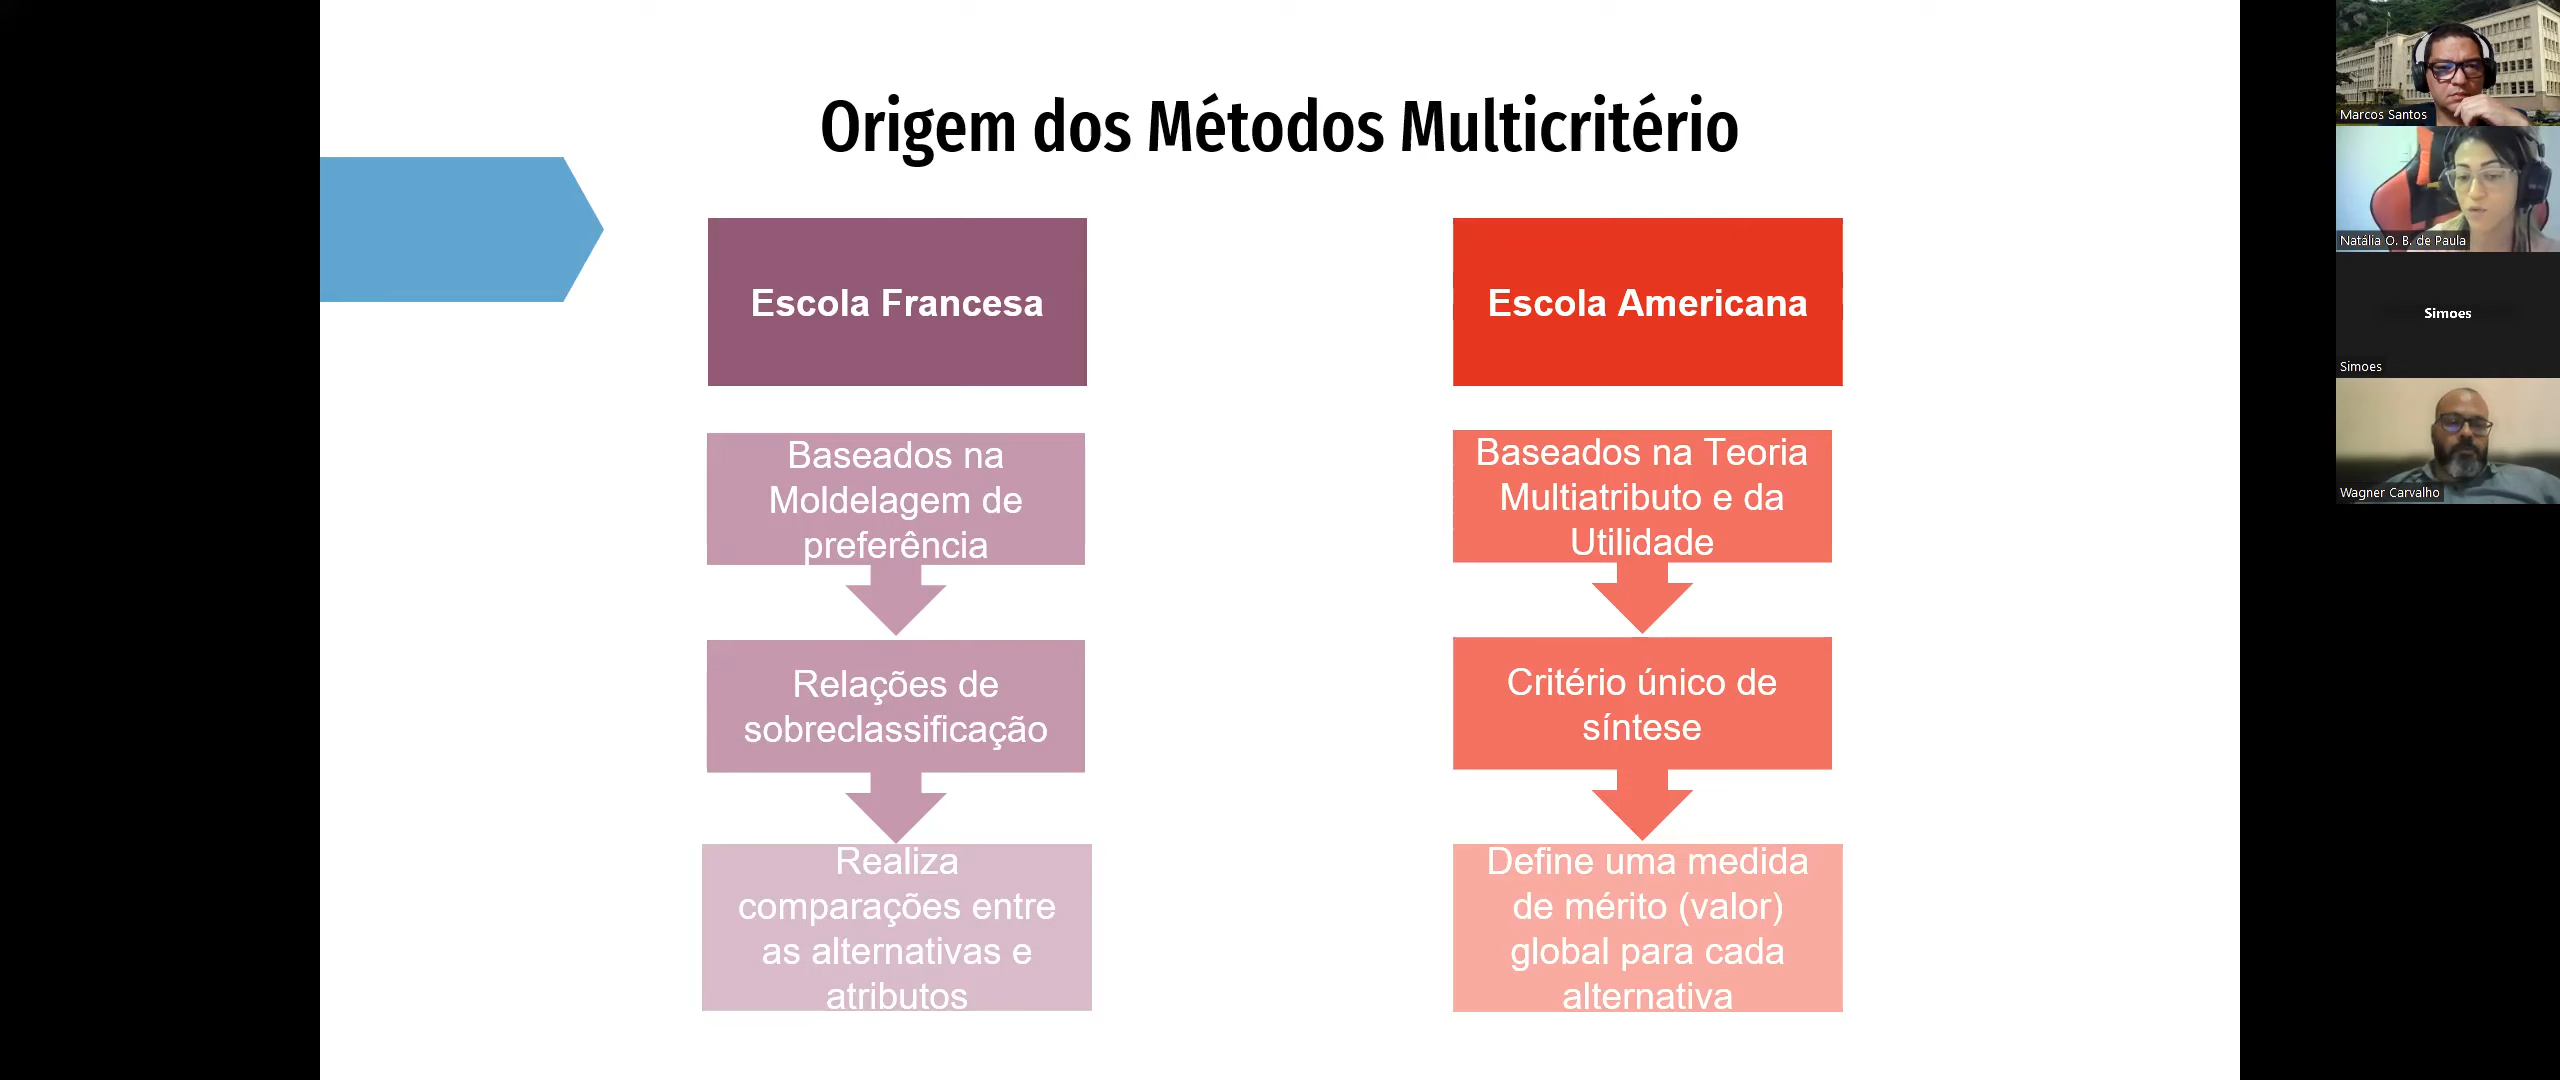 Origem dos Métodos Multicritério
Escola Francesa
Baseados na
Moldelagem de
preferência
Relações de
sobreclassificação
Realiza
comparações entre
as alternativas e
atributos
Escola Americana
Baseados na Teoria
Multiatributo e da
Utilidade
Critério único de
síntese
Define uma medida
de mérito (valor)
global para cada
alternativa
Marcos Santos
Natália O. B. de Paula
Simoes
Simoes
Wagner Carvalho